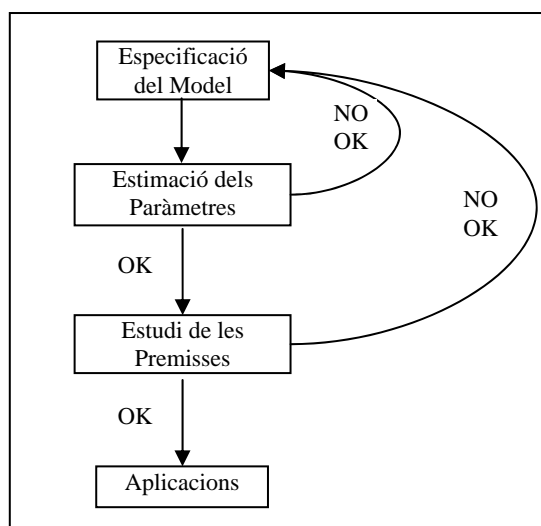 Especificació
del Model
NO
OK
Estimació dels
Paràmetres
NO
OK
OK
Estudi de les
Premisses
OK
Aplicacions